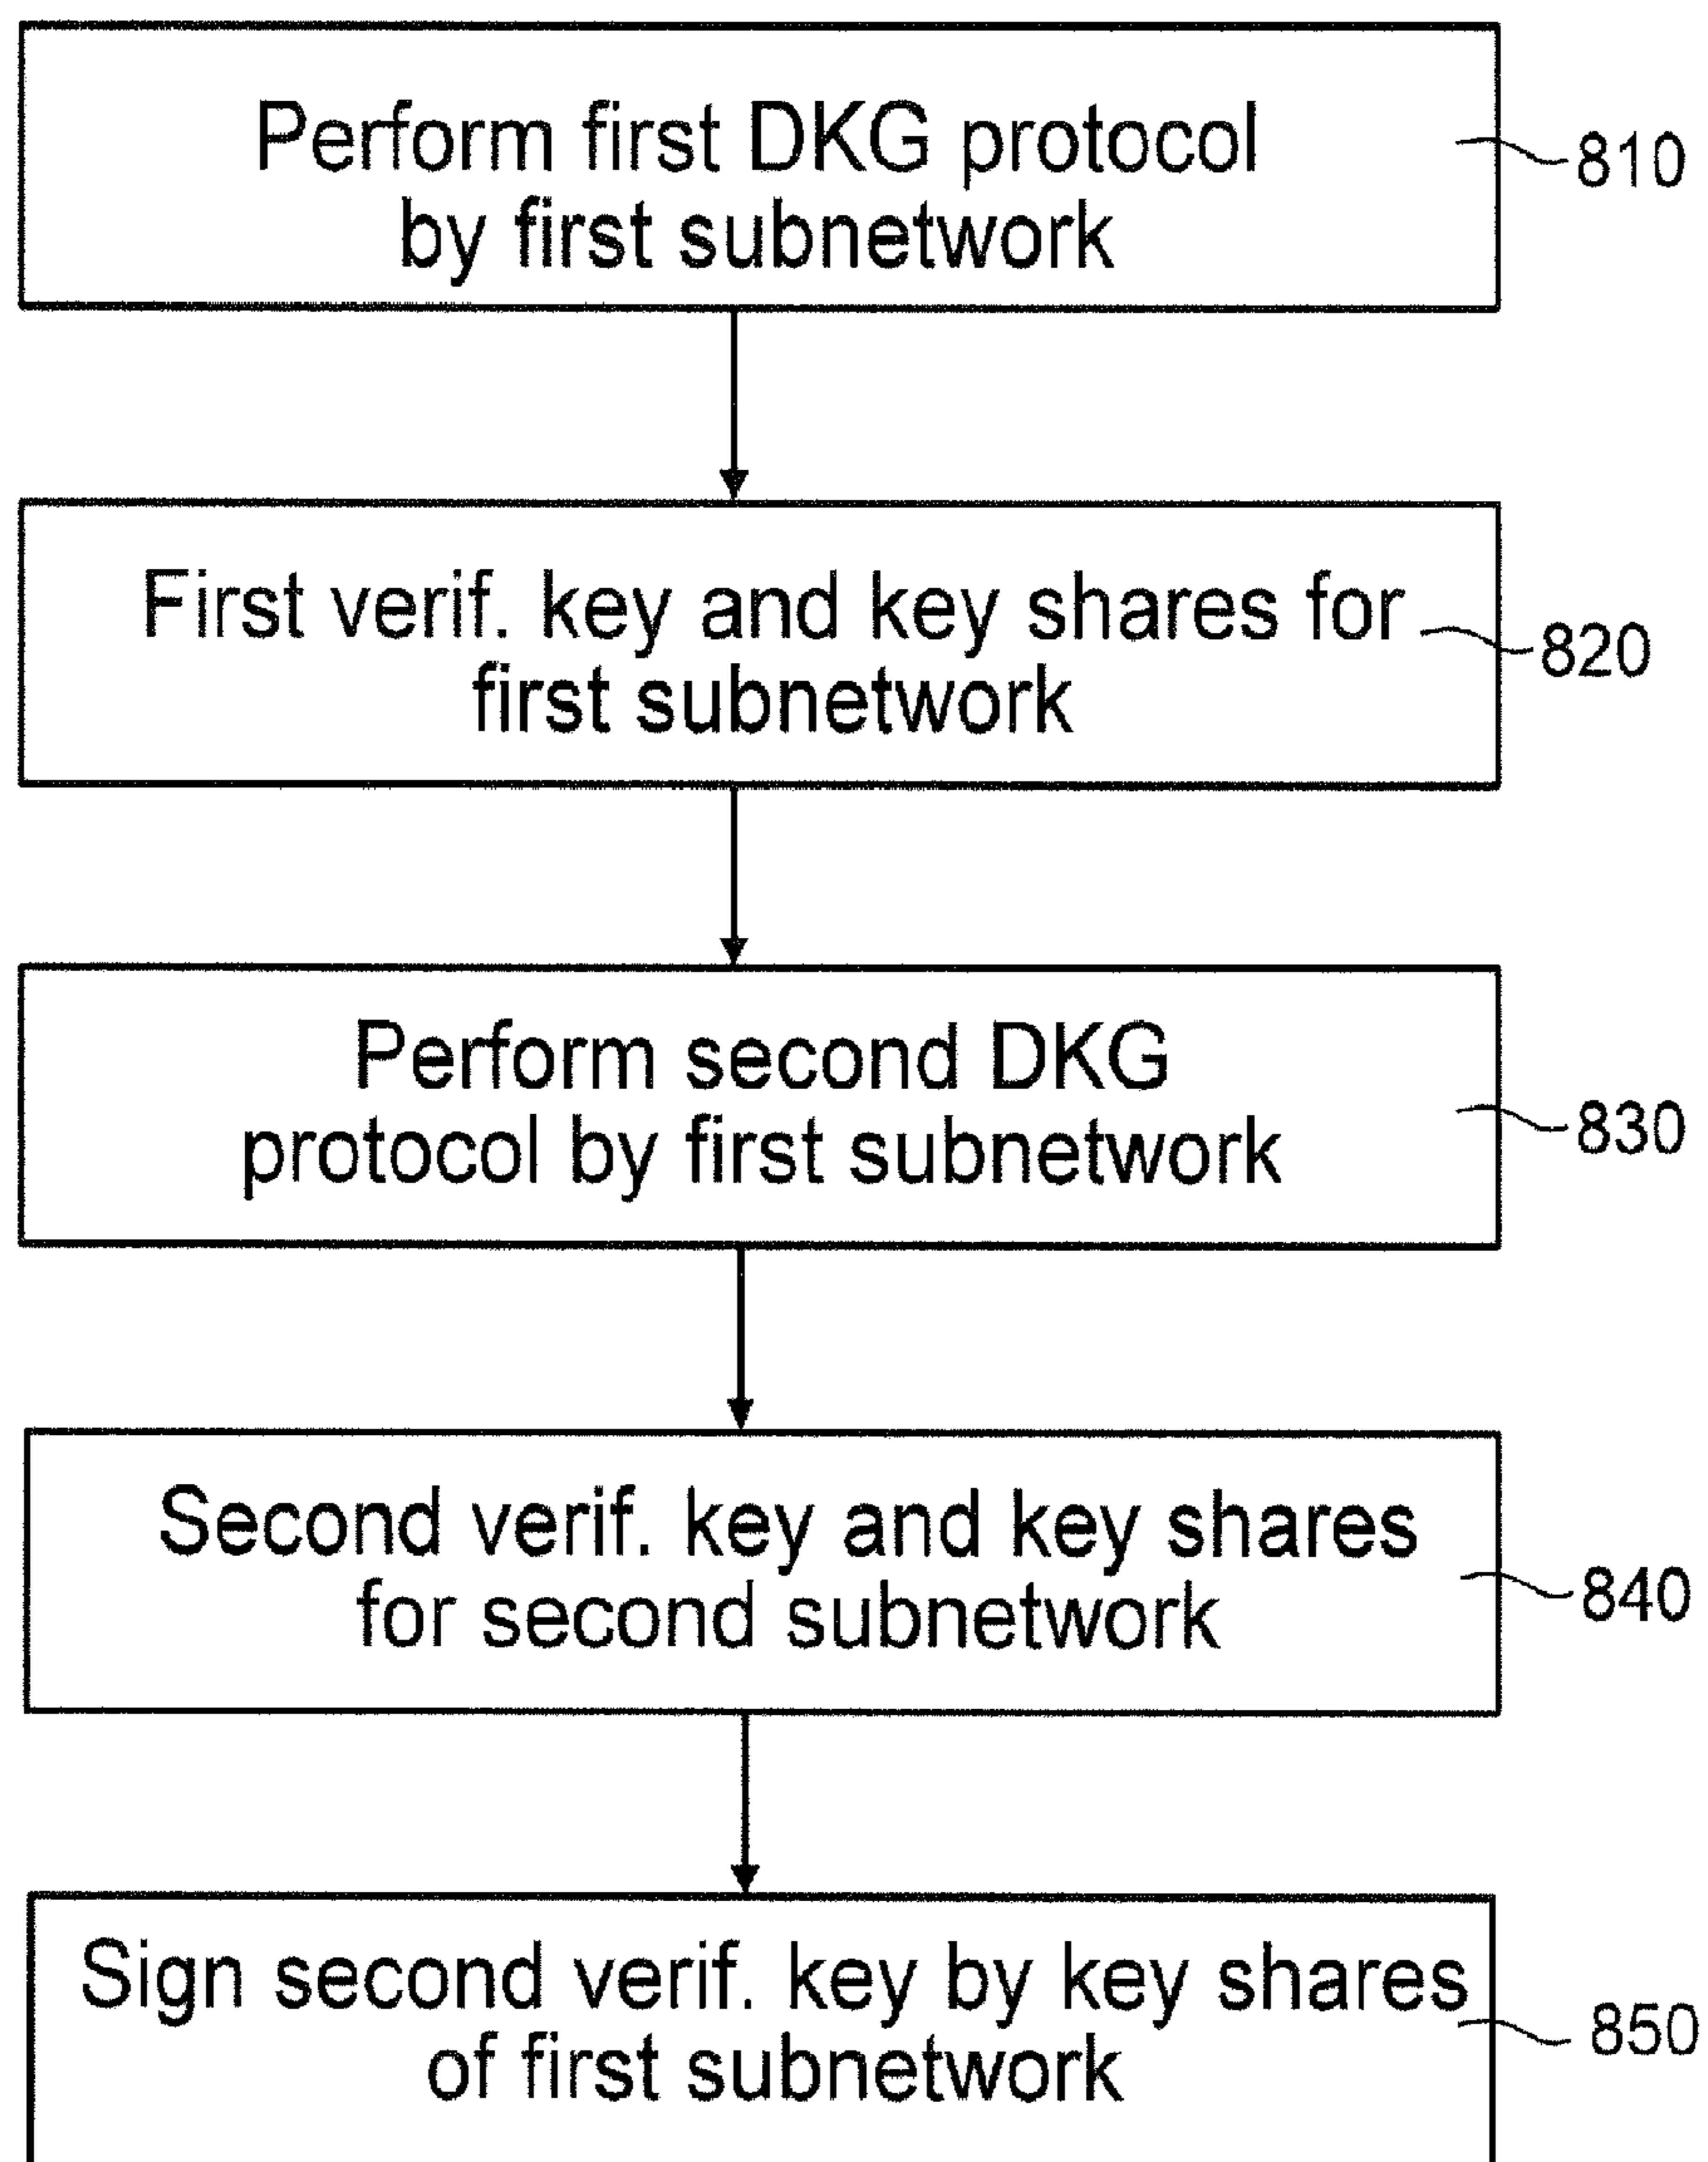 Perform first DKG protocol
by first subnetwork
810
First verif. key and key shares for
first subnetwork
820
Perform second DKG
protocol by first subnetwork
830
Second verif. key and key shares
for second subnetwork
840
Sign second verif. key by key shares
of first subnetwork
850